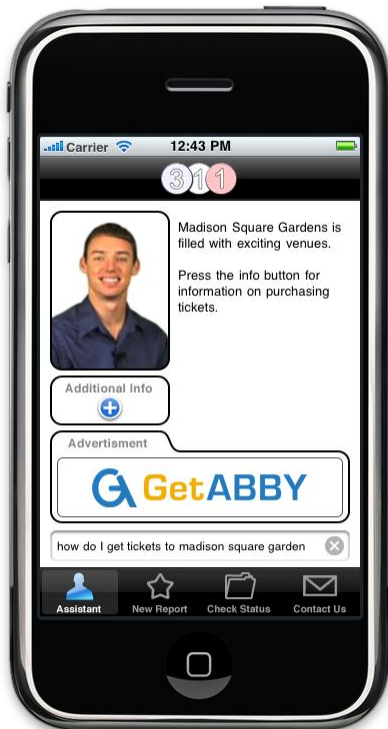 Carrier 12:43 PM
311
Madison Square Gardens is
filled with exciting venues.
Press the info button for
information on purchasing
tickets.
Additional Info
Advertisment
GetABBY
how do I get tickets to madison square garden
Assistant New Report Check Status Contact Us